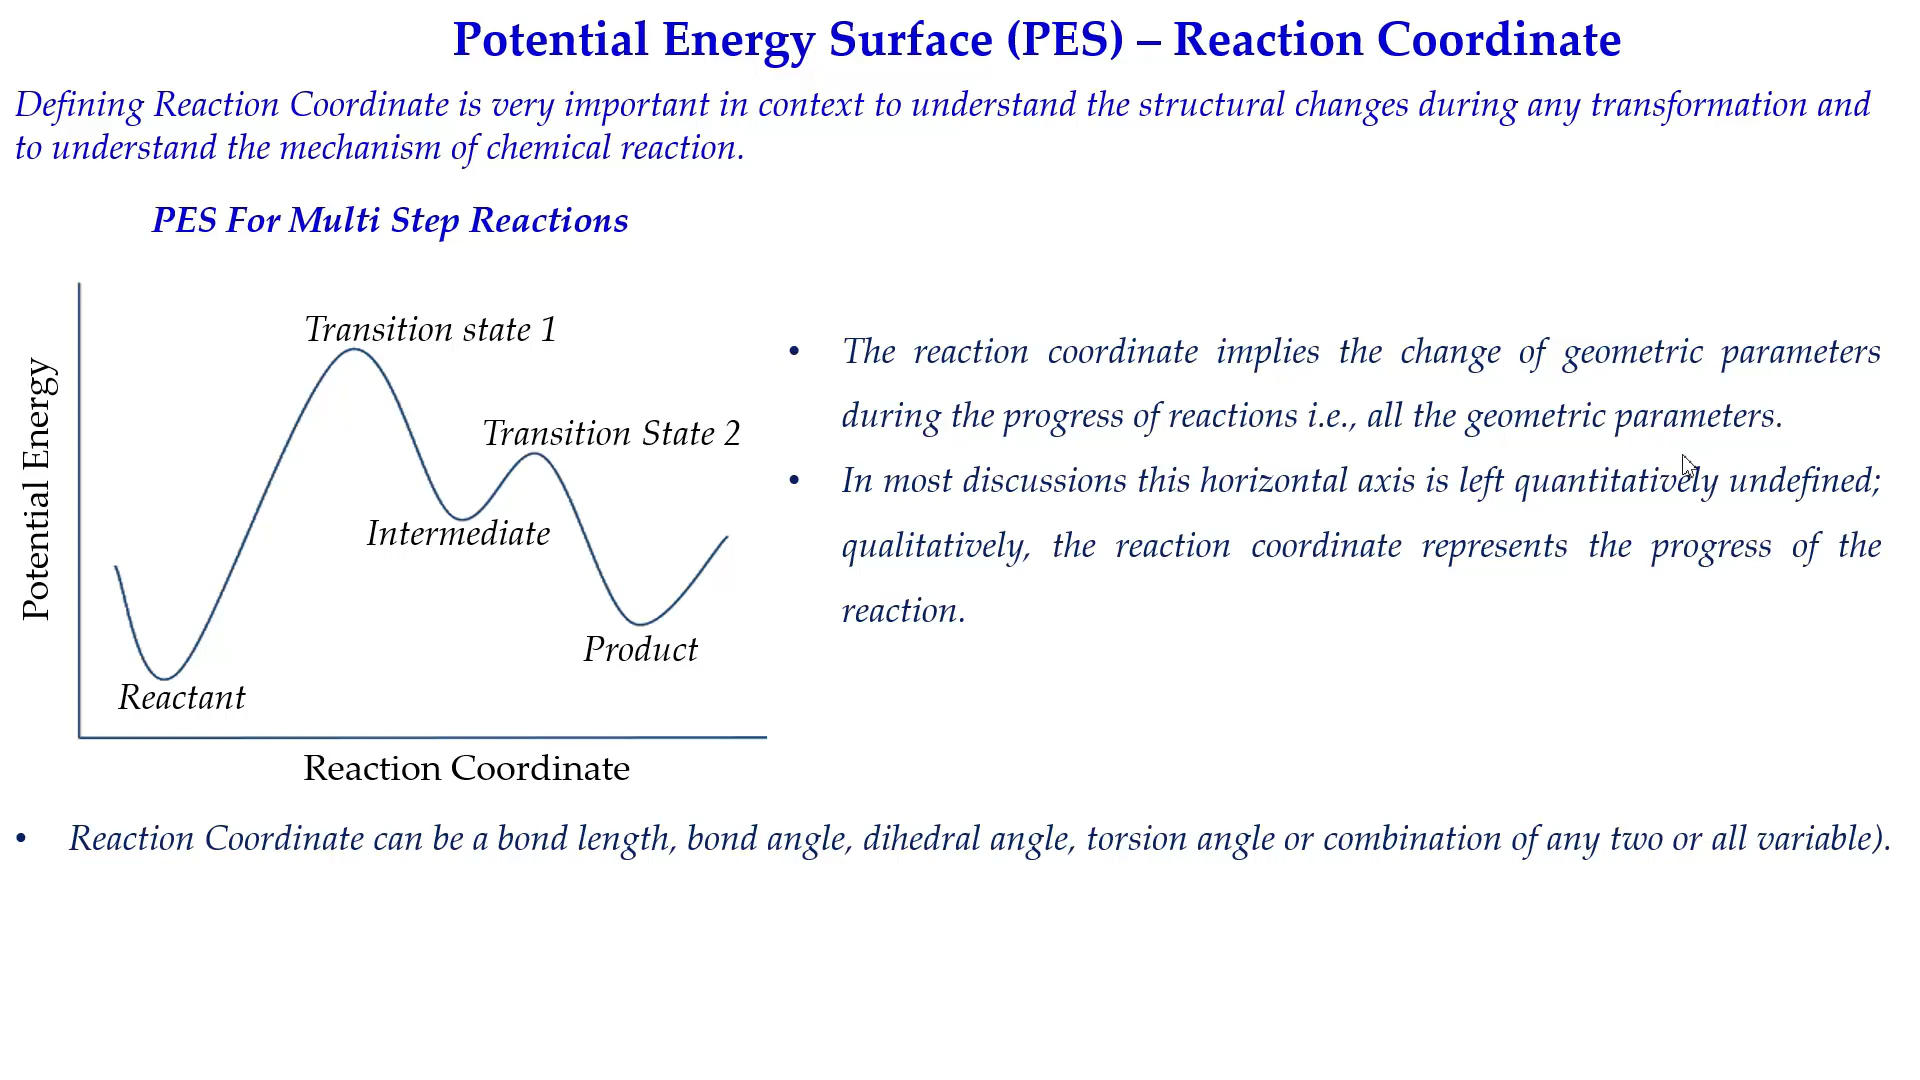 Potential Energy Surface (PES) – Reaction Coordinate
Defining Reaction Coordinate is very important in context to understand the structural changes during any transformation and
to understand the mechanism of chemical reaction.
PES For Multi Step Reactions
Potential Energy
Transition state 1
Transition State 2
Intermediate
Product
Reactant
Reaction Coordinate
• The reaction coordinate implies the change of geometric parameters
during the progress of reactions i.e., all the geometric parameters.
• In most discussions this horizontal axis is left quantitatively undefined;
qualitatively, the reaction coordinate represents the progress of the
reaction.
• Reaction Coordinate can be a bond length, bond angle, dihedral angle, torsion angle or combination of any two or all variable).